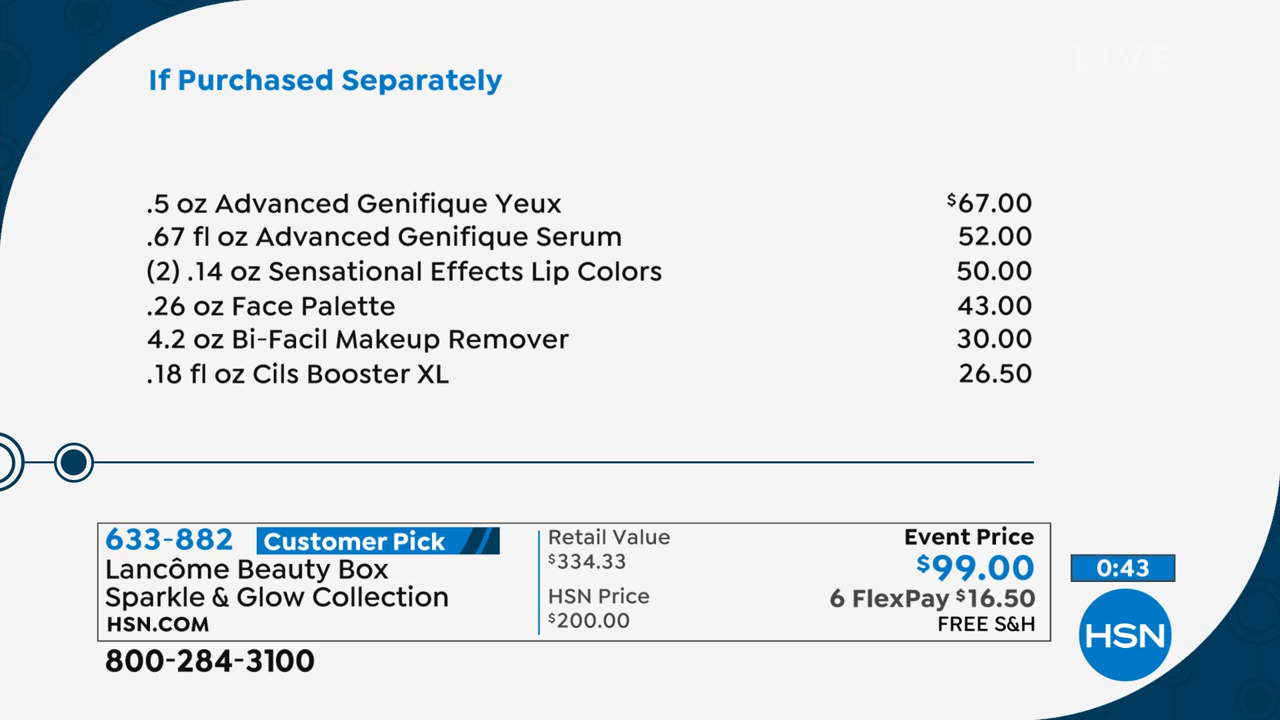 LIVE
If Purchased Separately
.5 oz Advanced Genifique Yeux $67.00
.67 fl oz Advanced Genifique Serum 52.00
(2) .14 oz Sensational Effects Lip Colors 50.00
.26 oz Face Palette 43.00
4.2 oz Bi-Facil Makeup Remover 30.00
.18 fl oz Cils Booster XL 26.50
633-882 Customer Pick
Lancôme Beauty Box
Sparkle & Glow Collection
HSN.COM
Retail Value
$334.33
HSN Price
$200.00
Event Price
$99.00
6 FlexPay $16.50
FREE S&H
0:43
HSN
800-284-3100